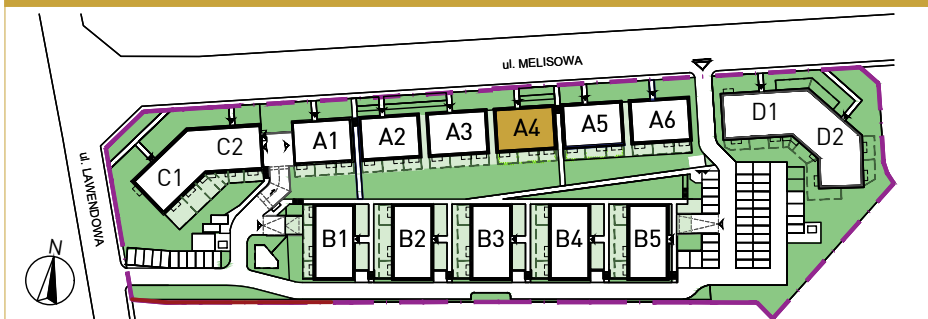 ul. MELISOWA
ul. LAWENDOWA
C1
C2
A1
A2
A3
A4
A5
A6
D1
D2
B1
B2
B3
B4
B5
N